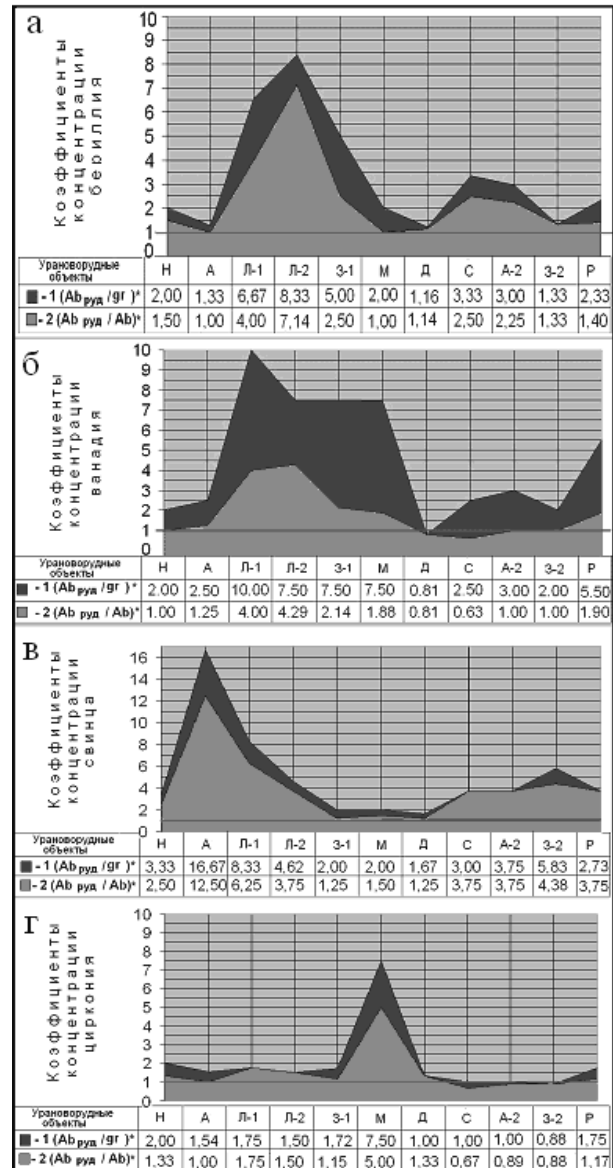 а
Коэффициенты концентрации бериллия
10
9
8
7
6
5
4
3
2
1
0
Урановорудные объекты Н А Л-1 Л-2 З-1 М Д С А-2 З-2 Р
- 1 (Ab руд /gr )* 2,00 1,33 6,67 8,33 5,00 2,00 1,16 3,33 3,00 1,33 2,33
- 2 (Ab руд / Ab)* 1,50 1,00 4,00 7,14 2,50 1,00 1,14 2,50 2,25 1,33 1,40
б
Коэффициенты концентрации ванадия
10
9
8
7
6
5
4
3
2
1
0
Урановорудные объекты Н А Л-1 Л-2 З-1 М Д С А-2 З-2 Р
- 1 (Ab руд /gr )* 2.00 2.50 10.00 7.50 7.50 7.50 0.81 2.50 3.00 2.00 5.50
- 2 (Ab руд / Ab)* 1.00 1.25 4.00 4.29 2.14 1.88 0.81 0.63 1.00 1.00 1.90
в
Коэффициенты концентрации свинца
16
14
12
10
8
6
4
2
0
Урановорудные объекты Н А Л-1 Л-2 З-1 М Д С А-2 З-2 Р
- 1 (Ab руд /gr )* 3,33 16,67 8,33 4,62 2,00 2,00 1,67 3,00 3,75 5,83 2,73
- 2 (Ab руд / Ab)* 2,50 12,50 6,25 3,75 1,25 1,50 1,25 3,75 3,75 4,38 3,75
г
Коэффициенты концентрации циркония
10
9
8
7
6
5
4
3
2
1
0
Урановорудные объекты Н А Л-1 Л-2 З-1 М Д С А-2 З-2 Р
- 1 (Ab руд /gr )* 2,00 1,54 1,75 1,50 1,72 7,50 1,00 1,00 1,00 0,88 1,75
- 2 (Ab руд / Ab)* 1,33 1,00 1,75 1,50 1,15 5,00 1,33 0,67 0,89 0,88 1,17